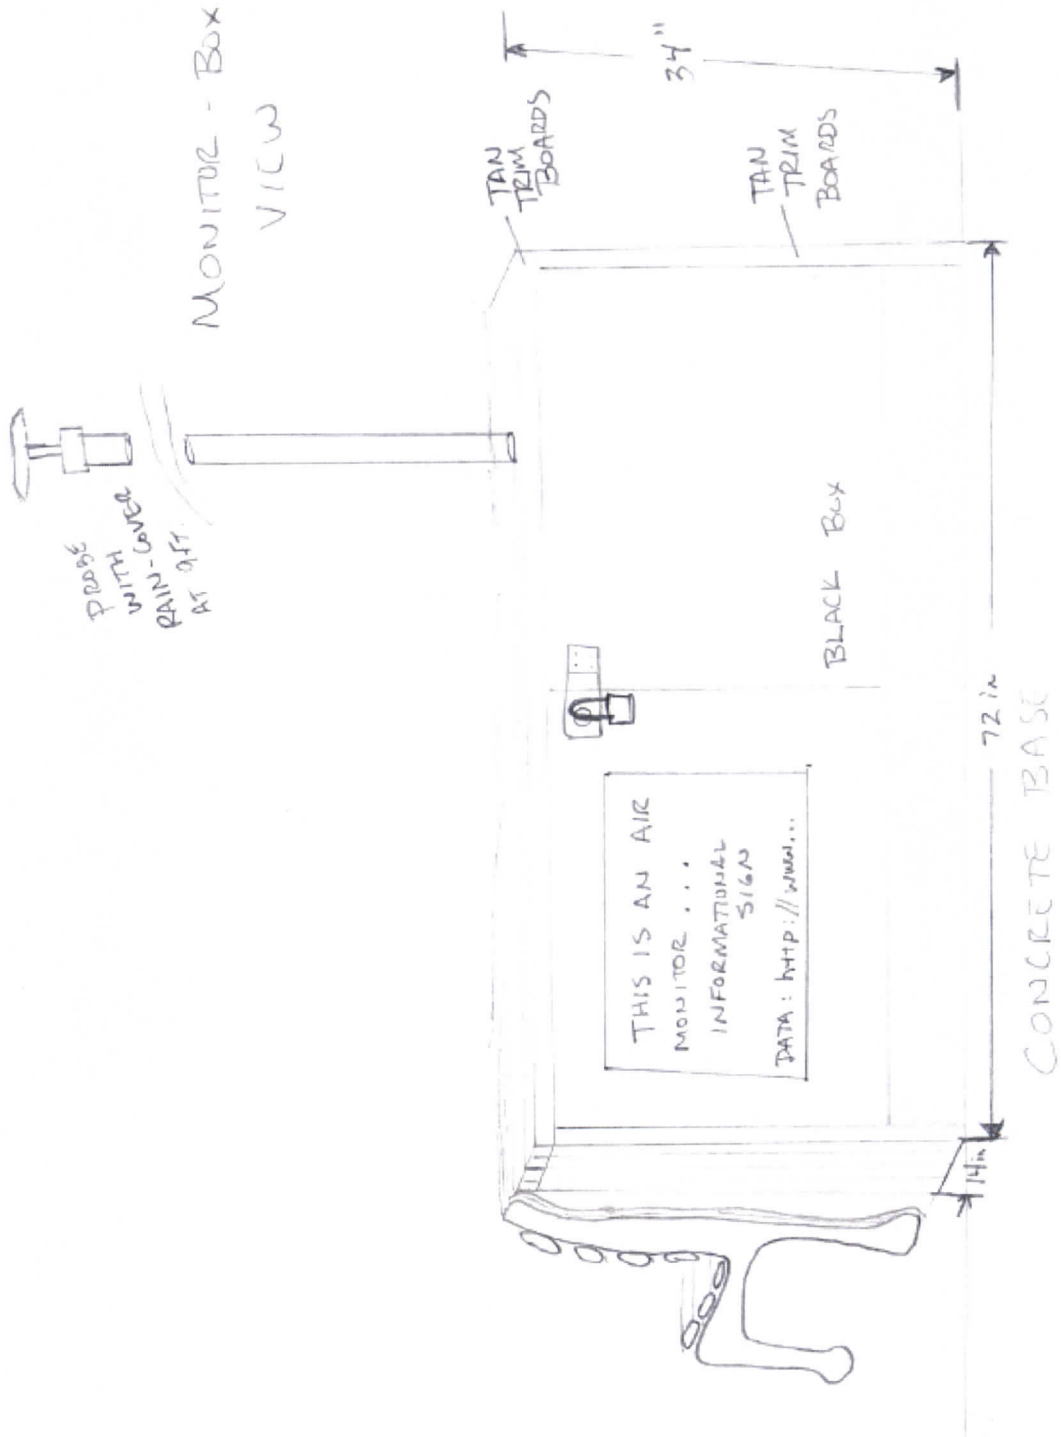 MONITOR - BOX
VIEW
PROBE
WITH
RAIN-COVER
AT 9FT.
TAN
TRIM
BOARDS
34"
TAN
TRIM
BOARDS
THIS IS AN AIR
MONITOR ...
INFORMATIONAL
SIGN
DATA: http://www...
BLACK BOX
14in
72 in
CONCRETE BASE